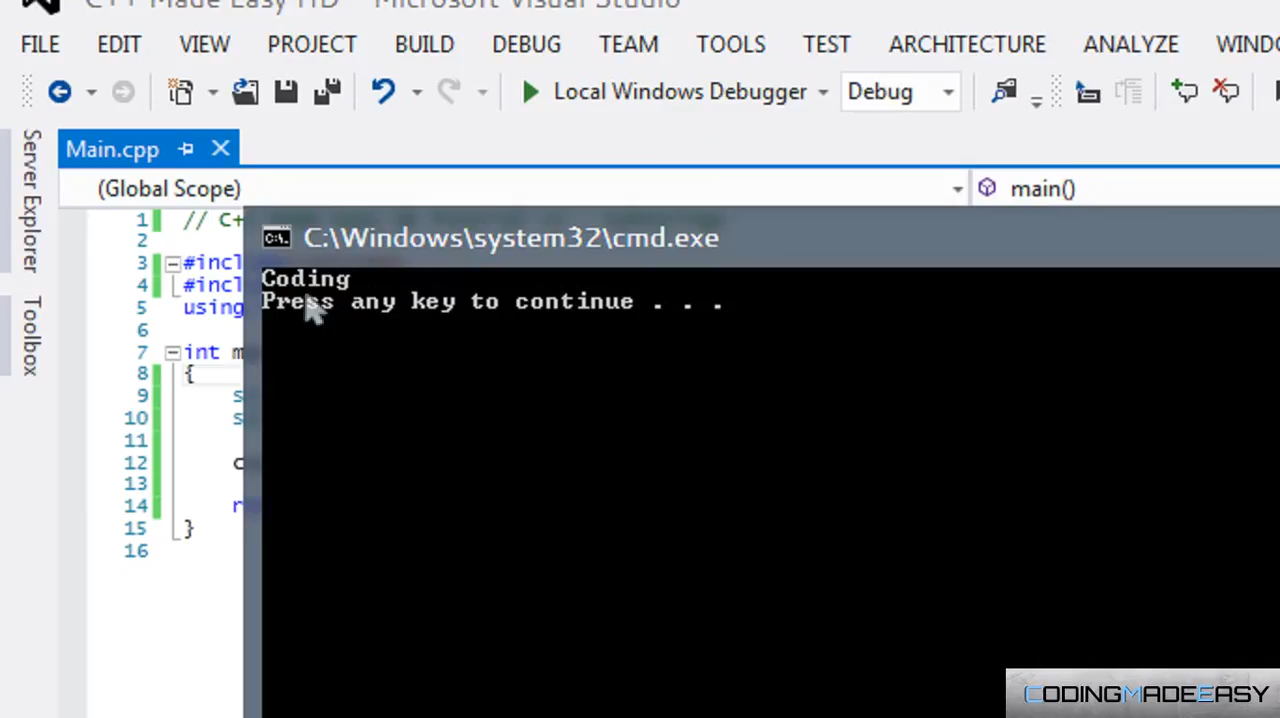 C++ Made Easy HD - Microsoft Visual Studio
FILE EDIT VIEW PROJECT BUILD DEBUG TEAM TOOLS TEST ARCHITECTURE ANALYZE WINDO
Local Windows Debugger Debug
Server Explorer
Toolbox
Main.cpp
(Global Scope) main()
1 // C+
2
3 #incl
4 #incl
5 using
6
7 int m
8 {
9 s
10 s
11
12 c
13
14 r
15 }
16
C:\Windows\system32\cmd.exe
Coding
Press any key to continue . . .
CODINGMADEEASY